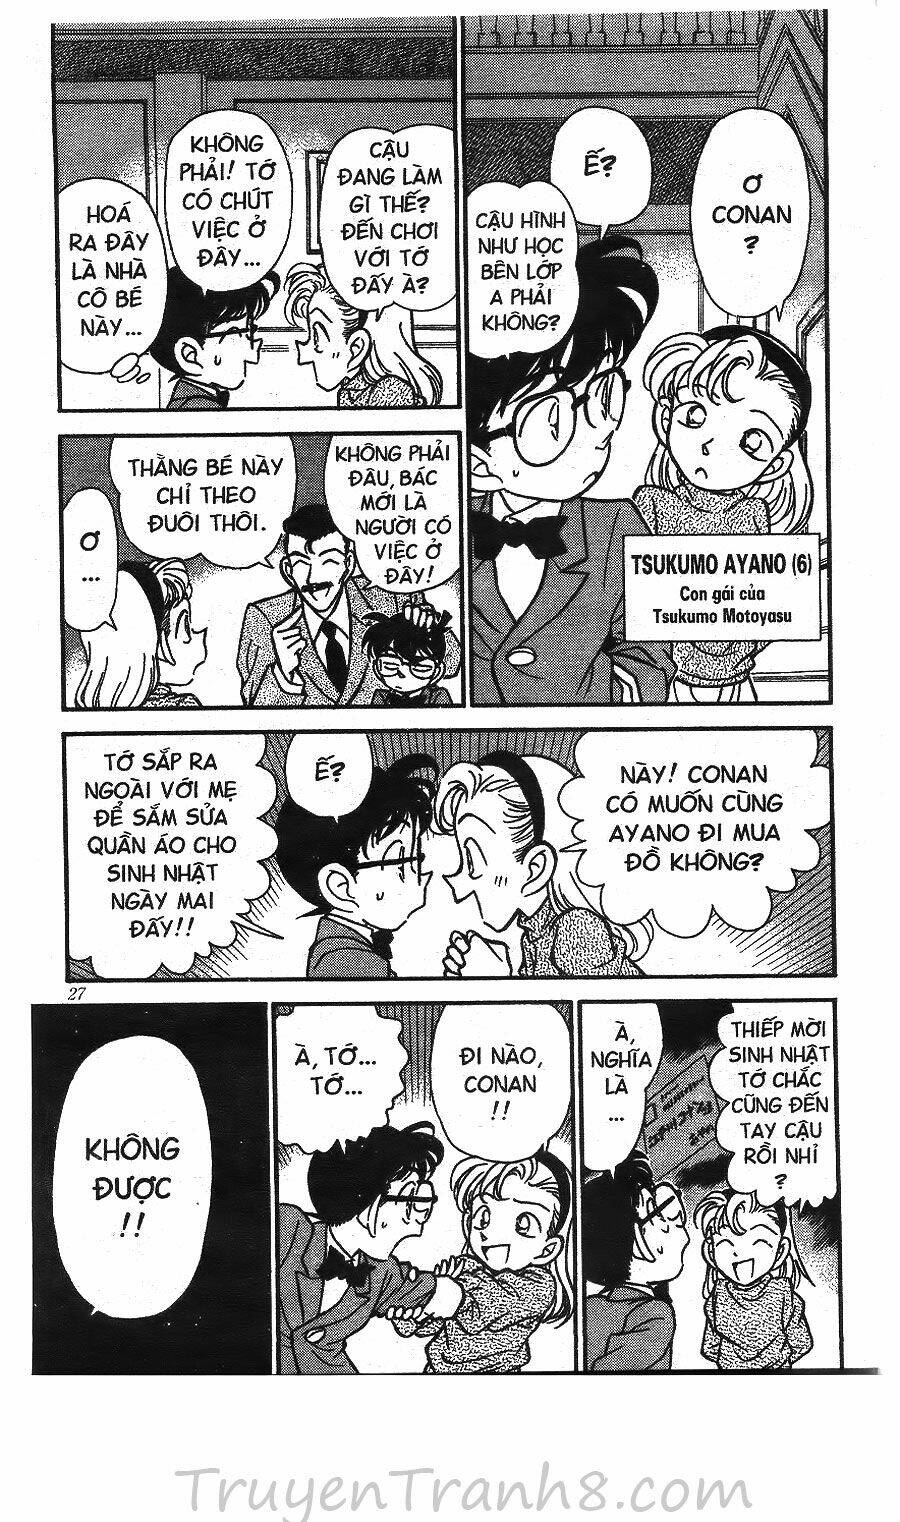 Ơ
CONAN
?
Ế?
CẬU HÌNH
NHƯ HỌC
BÊN LỚP
A PHẢI
KHÔNG?
TSUKUMO AYANO (6)
Con gái của
Tsukumo Motoyasu
CẬU
ĐANG LÀM
GÌ THẾ?
ĐẾN CHƠI
VỚI TỚ
ĐẤY À?
KHÔNG
PHẢI! TỚ
CÓ CHÚT
VIỆC Ở
ĐÂY...
HOÁ
RA ĐÂY
LÀ NHÀ
CÔ BÉ
NÀY...
KHÔNG PHẢI
ĐÂU, BÁC
MỚI LÀ
NGƯỜI CÓ
VIỆC Ở
ĐÂY!
THẰNG BÉ NÀY
CHỈ THEO
ĐUÔI THÔI.
Ơ
...
NÀY! CONAN
CÓ MUỐN CÙNG
AYANO ĐI MUA
ĐỒ KHÔNG?
Ế?
TỚ SẮP RA
NGOÀI VỚI MẸ
ĐỂ SẮM SỬA
QUẦN ÁO CHO
SINH NHẬT
NGÀY MAI
ĐẤY!!
27
THIẾP MỜI
SINH NHẬT
TỚ CHẮC
CŨNG ĐẾN
TAY CẬU
RỒI NHỈ
?
À,
NGHĨA
LÀ
...
ĐI NÀO,
CONAN
!!
À, TỚ...
TỚ...
KHÔNG
ĐƯỢC
!!
TruyenTranh8.com